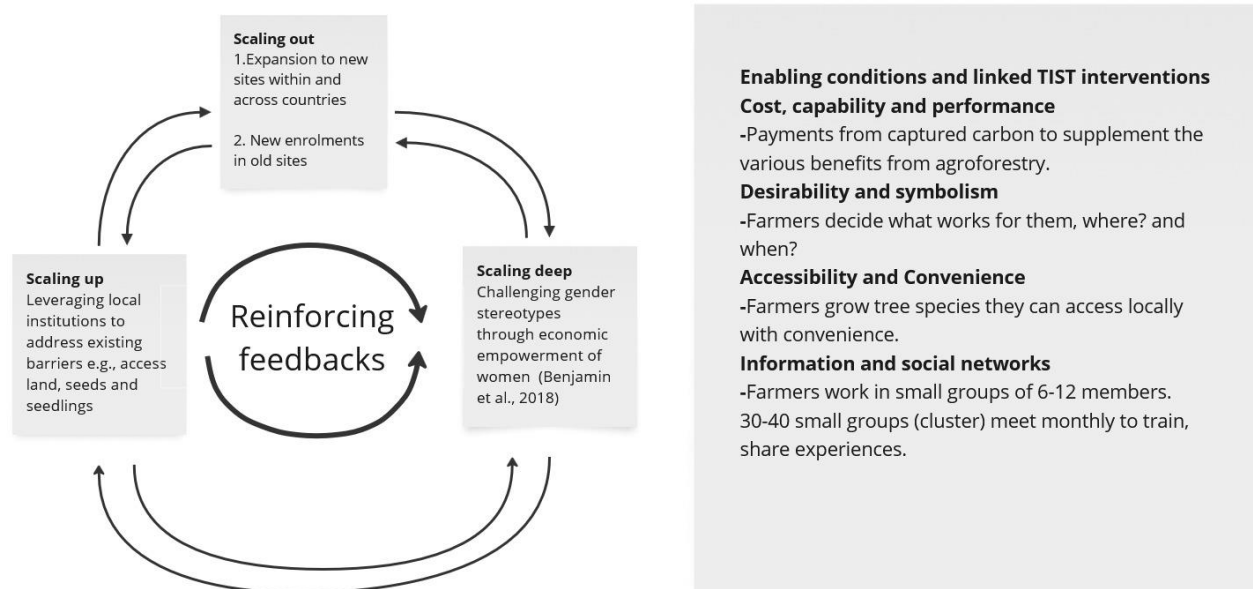 Scaling out
1.Expansion to new
sites within and
across countries
2. New enrolments
in old sites
Scaling up
Leveraging local
institutions to
address existing
barriers e.g., access
land, seeds and
seedlings
Reinforcing
feedbacks
Scaling deep
Challenging gender
stereotypes
through economic
empowerment of
women (Benjamin
et al., 2018)
Enabling conditions and linked TIST interventions
Cost, capability and performance
-Payments from captured carbon to supplement the
various benefits from agroforestry.
Desirability and symbolism
-Farmers decide what works for them, where? and
when?
Accessibility and Convenience
-Farmers grow tree species they can access locally
with convenience.
Information and social networks
-Farmers work in small groups of 6-12 members.
30-40 small groups (cluster) meet monthly to train,
share experiences.